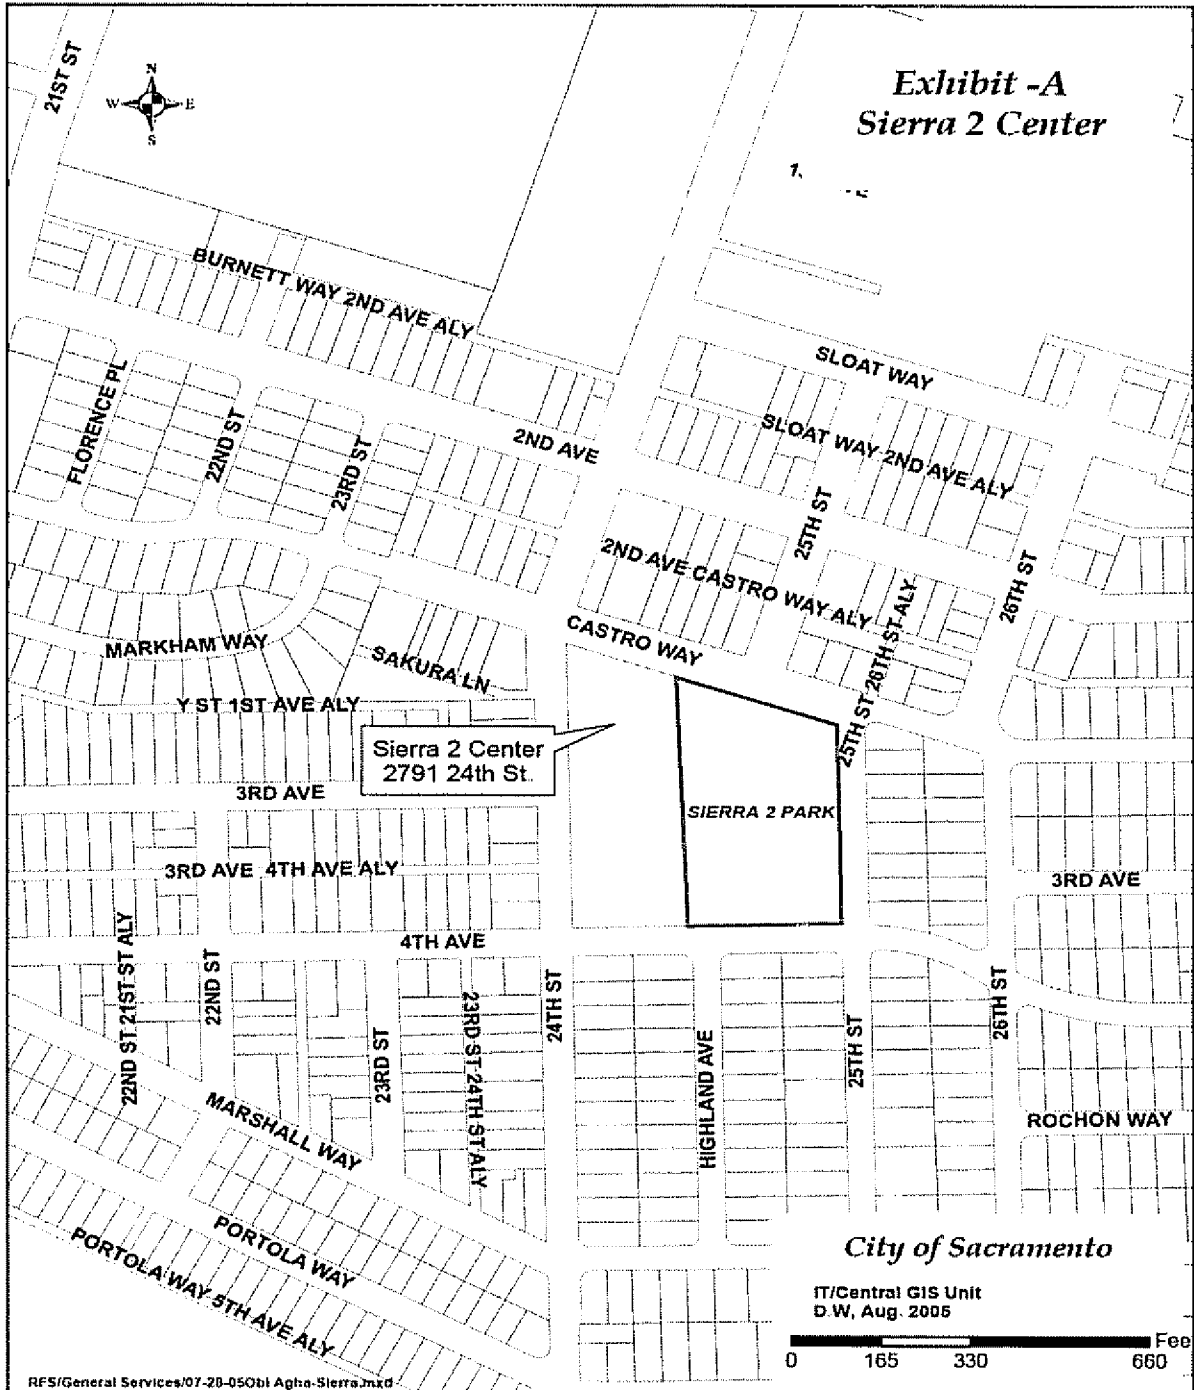 21ST ST
N
W E
S
Exhibit -A
Sierra 2 Center
BURNETT WAY 2ND AVE ALY
SLOAT WAY
FLORENCE PL
22ND ST
23RD ST
2ND AVE
SLOAT WAY 2ND AVE ALY
25TH ST
2ND AVE CASTRO WAY ALY
26TH ST
25TH ST 26TH ST ALY
CASTRO WAY
MARKHAM WAY
SAKURA LN
Y ST 1ST AVE ALY
Sierra 2 Center
2791 24th St.
3RD AVE
SIERRA 2 PARK
3RD AVE 4TH AVE ALY
3RD AVE
4TH AVE
22ND ST 21ST ST ALY
22ND ST
23RD ST
23RD ST 24TH ST ALY
24TH ST
HIGHLAND AVE
25TH ST
26TH ST
MARSHALL WAY
ROCHON WAY
PORTOLA WAY
PORTOLA WAY 5TH AVE ALY
City of Sacramento
IT/Central GIS Unit
D.W, Aug. 2005
Fee
0 165 330 660
RFS/General Services/07-28-05Obi Agha-Sierra.mxd